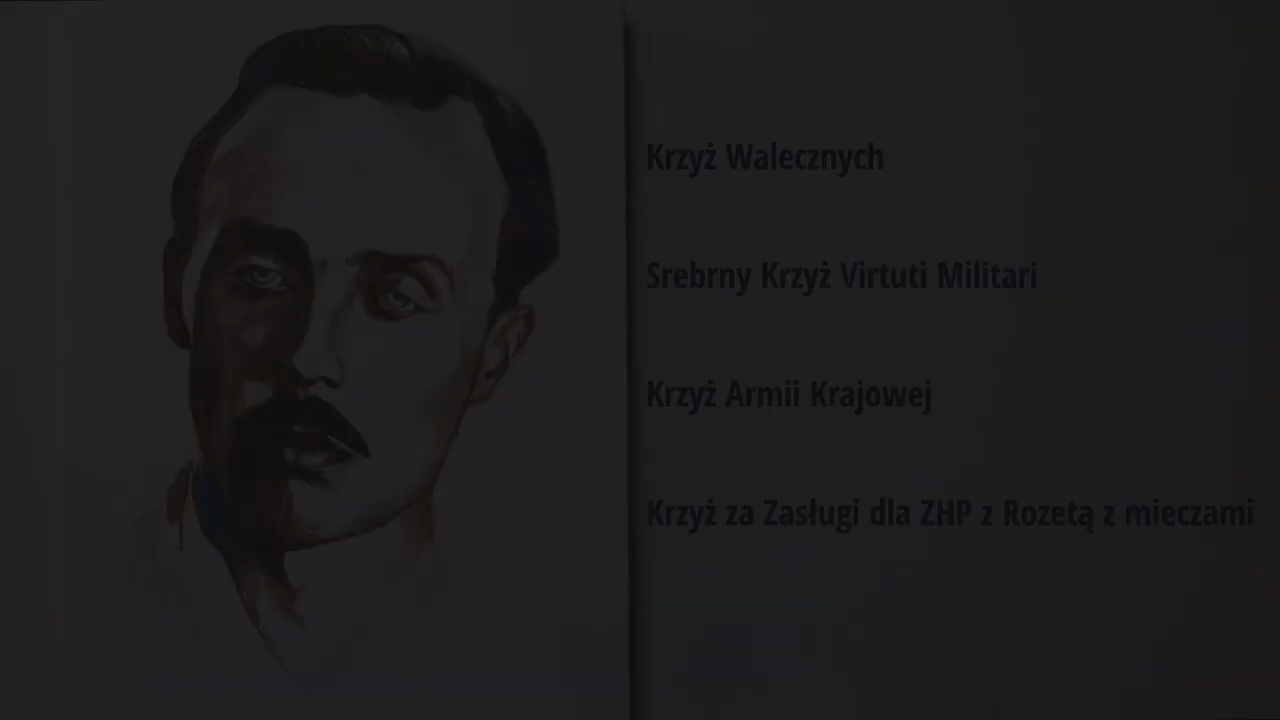 Krzyż Walecznych
Srebrny Krzyż Virtuti Militari
Krzyż Armii Krajowej
Krzyż za Zasługi dla ZHP z Rozetą z mieczami